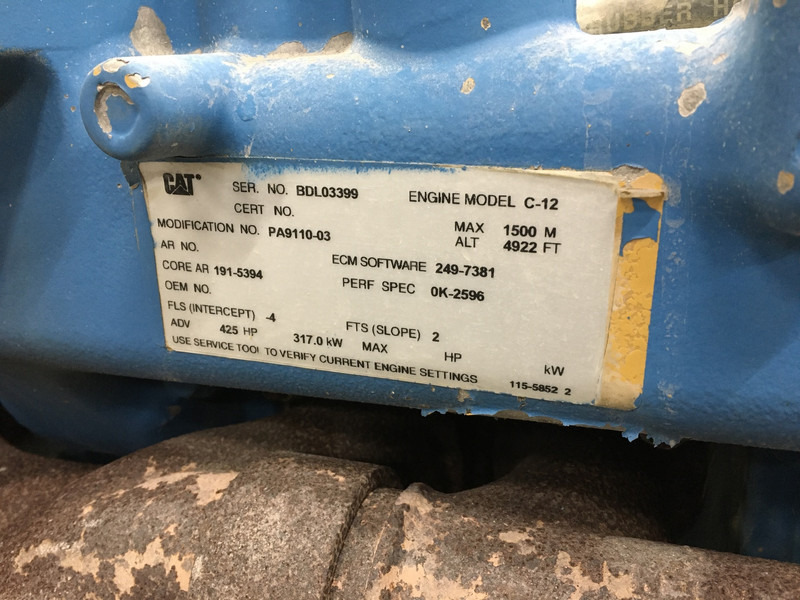 RUBBER H
CAT
SER. NO. BDL03399 ENGINE MODEL C-12
CERT NO.
MODIFICATION NO. PA9110-03 MAX 1500 M
ALT 4922 FT
AR NO.
CORE AR 191-5394 ECM SOFTWARE 249-7381
OEM NO. PERF SPEC 0K-2596
FLS (INTERCEPT) -4 FTS (SLOPE) 2
ADV 425 HP 317.0 kW MAX HP kW
USE SERVICE TOOL TO VERIFY CURRENT ENGINE SETTINGS 115-5852 2